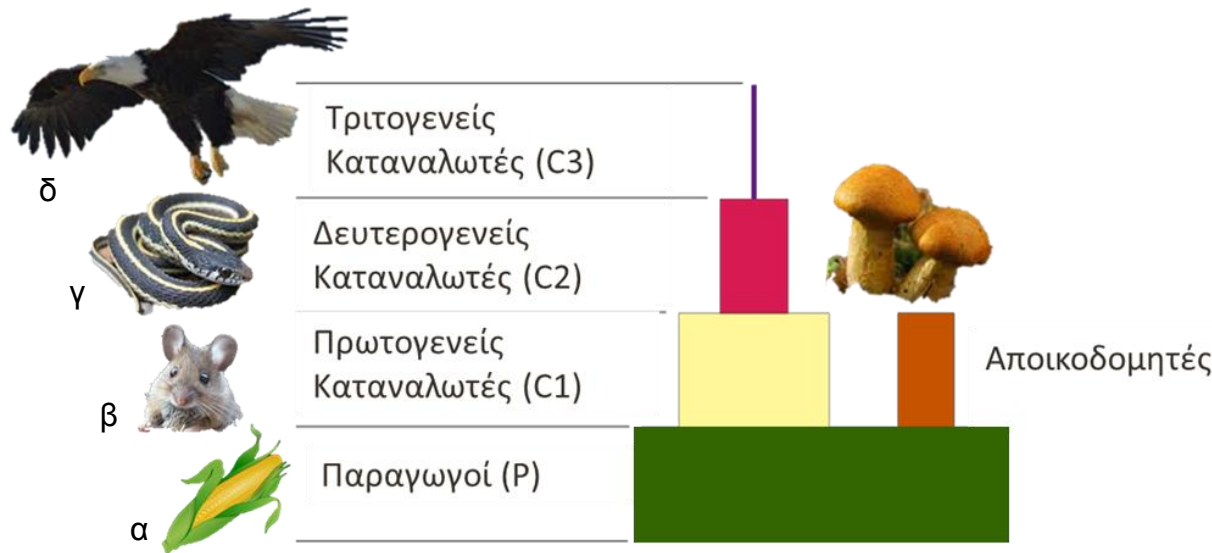 δ
Τριτογενείς
Καταναλωτές (C3)
γ
Δευτερογενείς
Καταναλωτές (C2)
β
Πρωτογενείς
Καταναλωτές (C1)
Αποικοδομητές
α
Παραγωγοί (P)